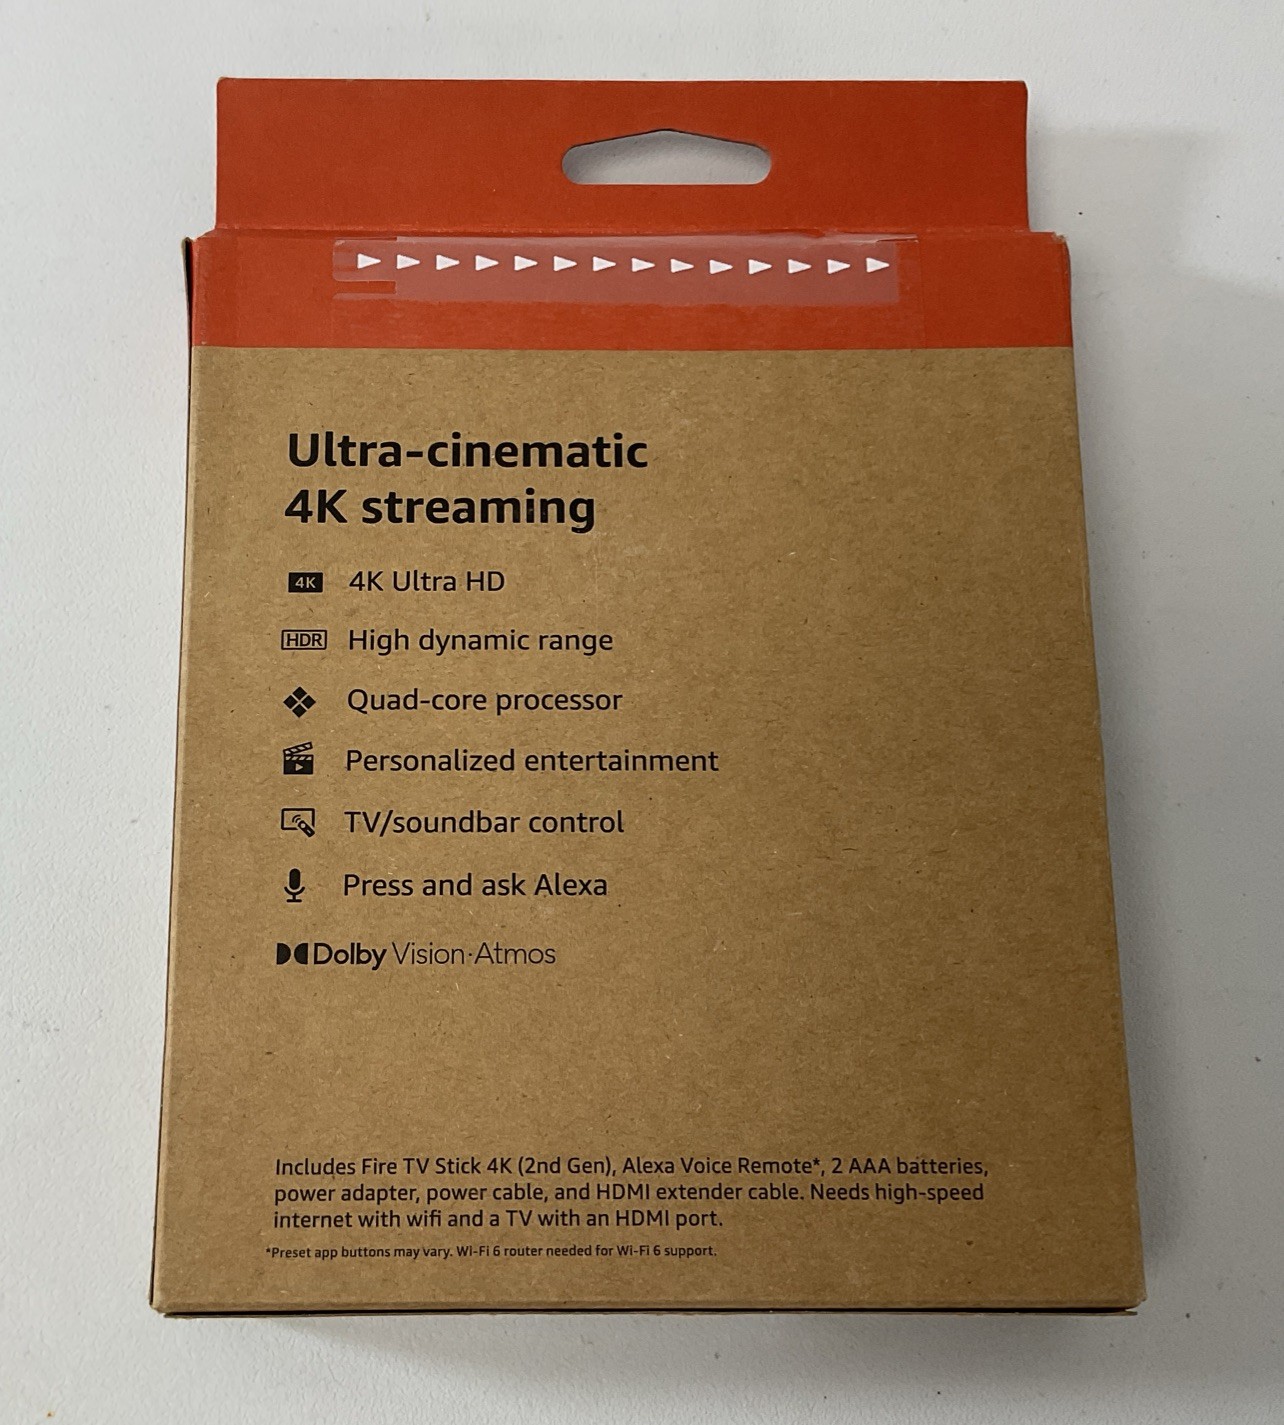 Ultra-cinematic
4K streaming
4K 4K Ultra HD
HDR High dynamic range
Quad-core processor
Personalized entertainment
TV/soundbar control
Press and ask Alexa
Dolby Vision·Atmos
Includes Fire TV Stick 4K (2nd Gen), Alexa Voice Remote*, 2 AAA batteries,
power adapter, power cable, and HDMI extender cable. Needs high-speed
internet with wifi and a TV with an HDMI port.
*Preset app buttons may vary. Wi-Fi 6 router needed for Wi-Fi 6 support.